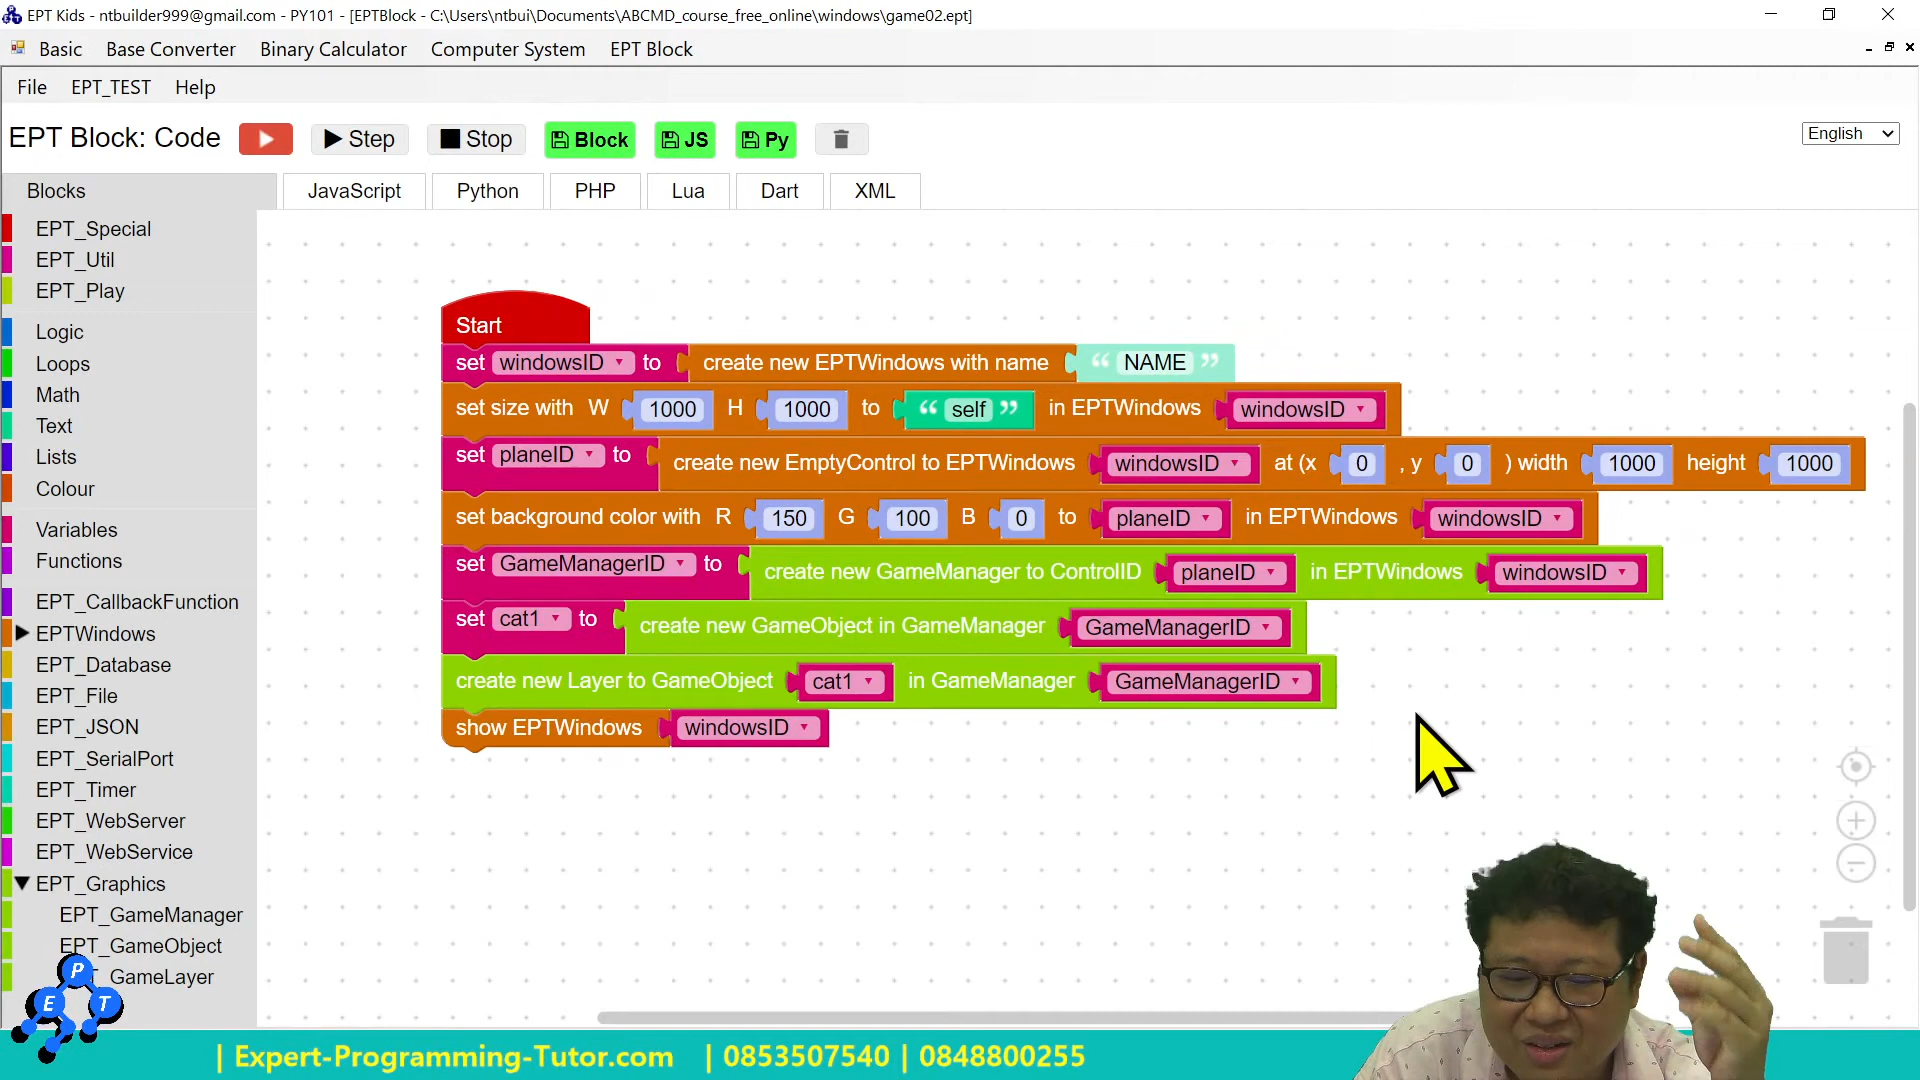 EPT Kids - ntbuilder999@gmail.com - PY101 - [EPTBlock - C:\Users\ntbui\Documents\ABCMD_course_free_online\windows\game02.ept]
Basic Base Converter Binary Calculator Computer System EPT Block
File EPT_TEST Help
EPT Block: Code Step Stop Block JS Py English
Blocks JavaScript Python PHP Lua Dart XML
EPT_Special
EPT_Util
EPT_Play
Logic
Loops
Math
Text
Lists
Colour
Variables
Functions
EPT_CallbackFunction
EPTWindows
EPT_Database
EPT_File
EPT_JSON
EPT_SerialPort
EPT_Timer
EPT_WebServer
EPT_WebService
EPT_Graphics
EPT_GameManager
EPT_GameObject
GameLayer
Start
set windowsID to create new EPTWindows with name “ NAME ”
set size with W 1000 H 1000 to “ self ” in EPTWindows windowsID
set planeID to create new EmptyControl to EPTWindows windowsID at (x 0 , y 0 ) width 1000 height 1000
set background color with R 150 G 100 B 0 to planeID in EPTWindows windowsID
set GameManagerID to create new GameManager to ControlID planeID in EPTWindows windowsID
set cat1 to create new GameObject in GameManager GameManagerID
create new Layer to GameObject cat1 in GameManager GameManagerID
show EPTWindows windowsID
P
E T
| Expert-Programming-Tutor.com | 0853507540 | 0848800255